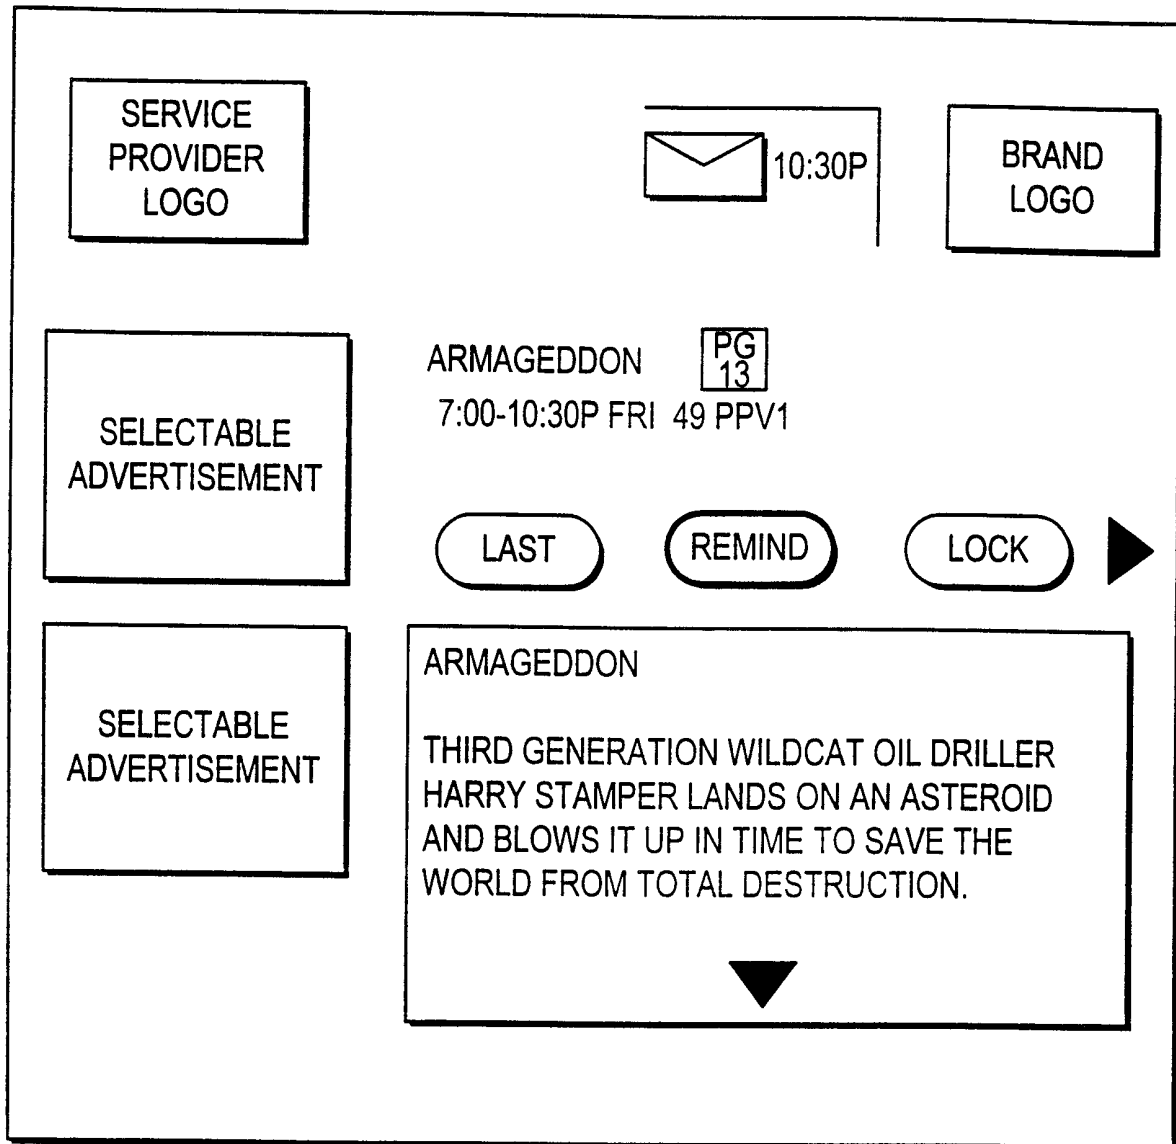 SERVICE
PROVIDER
LOGO
10:30P
BRAND
LOGO
SELECTABLE
ADVERTISEMENT
ARMAGEDDON
PG
13
7:00-10:30P FRI 49 PPV1
LAST
REMIND
LOCK
SELECTABLE
ADVERTISEMENT
ARMAGEDDON
THIRD GENERATION WILDCAT OIL DRILLER
HARRY STAMPER LANDS ON AN ASTEROID
AND BLOWS IT UP IN TIME TO SAVE THE
WORLD FROM TOTAL DESTRUCTION.